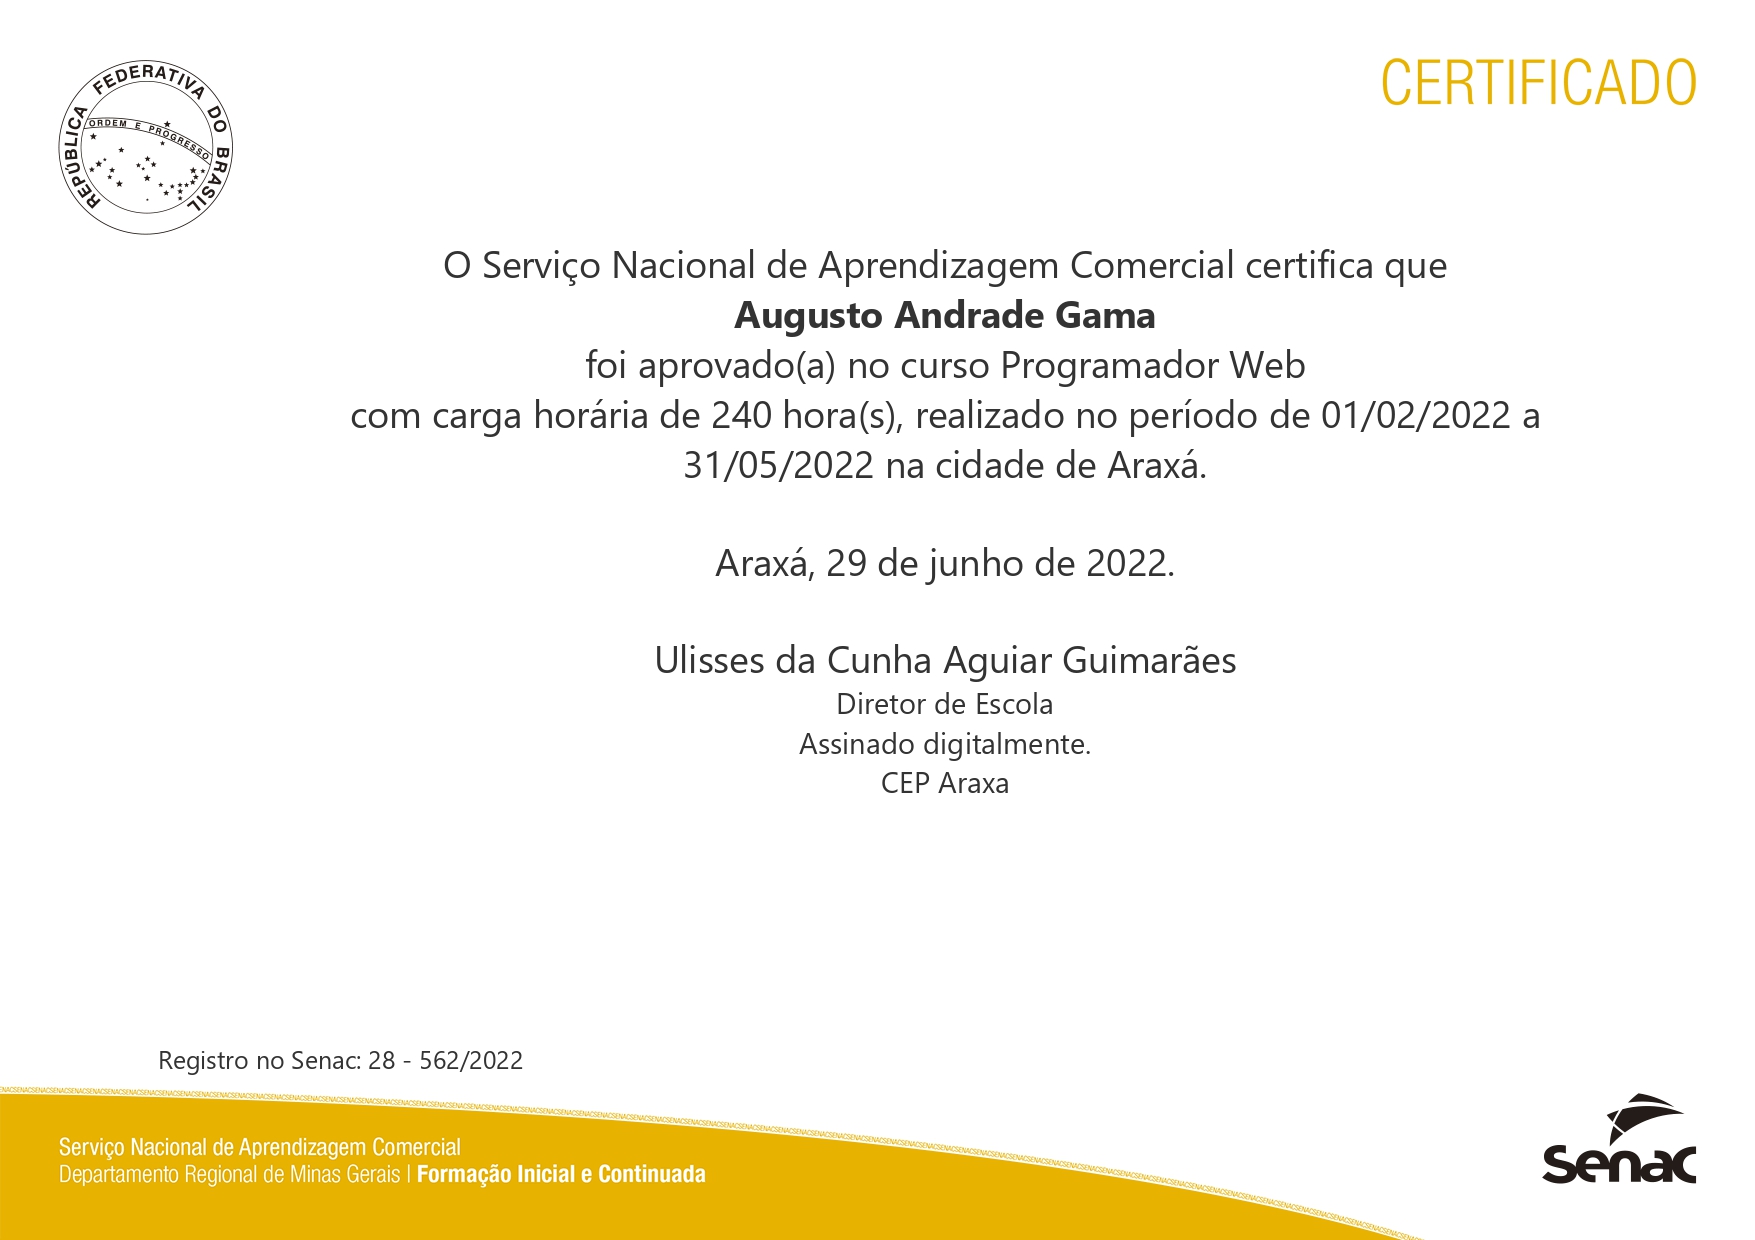 CERTIFICADO
REPÚBLICA FEDERATIVA DO BRASIL
ORDEM E PROGRESSO
O Serviço Nacional de Aprendizagem Comercial certifica que
Augusto Andrade Gama
foi aprovado(a) no curso Programador Web
com carga horária de 240 hora(s), realizado no período de 01/02/2022 a
31/05/2022 na cidade de Araxá.
Araxá, 29 de junho de 2022.
Ulisses da Cunha Aguiar Guimarães
Diretor de Escola
Assinado digitalmente.
CEP Araxa
Registro no Senac: 28 - 562/2022
Serviço Nacional de Aprendizagem Comercial
Departamento Regional de Minas Gerais | Formação Inicial e Continuada
Senac